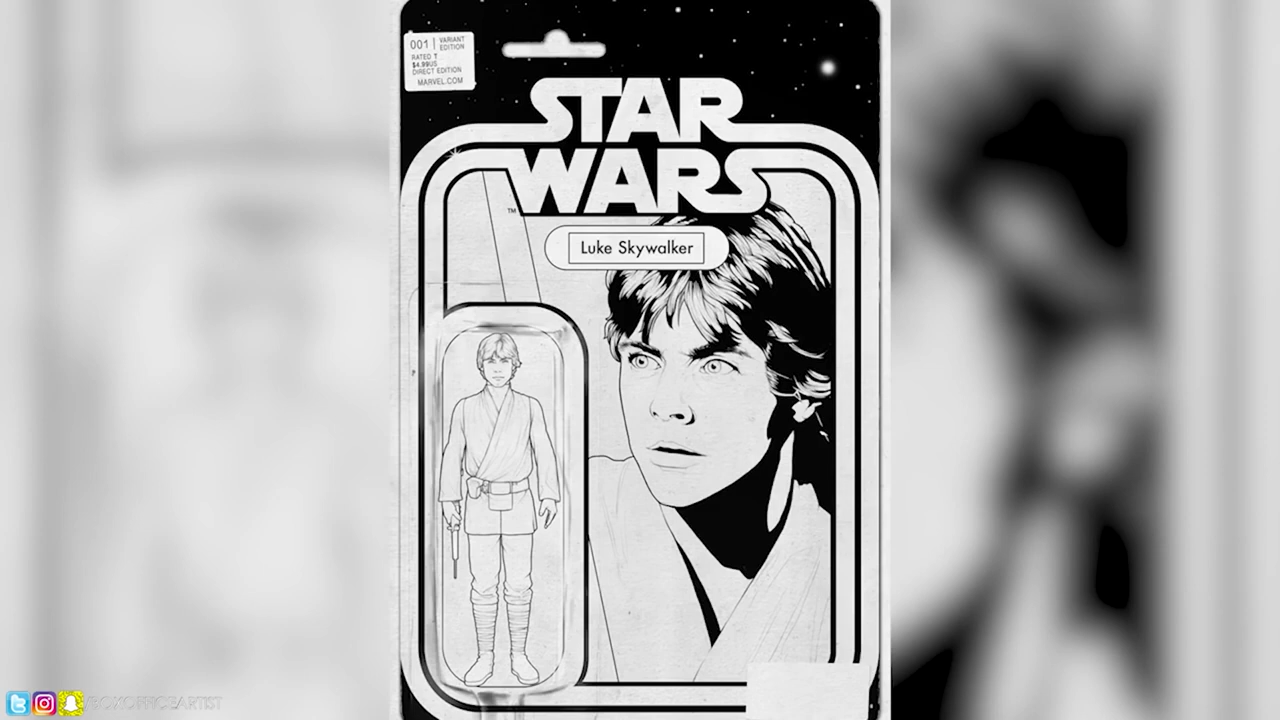 001 | VARIANT
EDITION
RATED T
$4.99US
DIRECT EDITION
MARVEL.COM
STAR
WARS
TM
Luke Skywalker
/BOXOFFICEARTIST